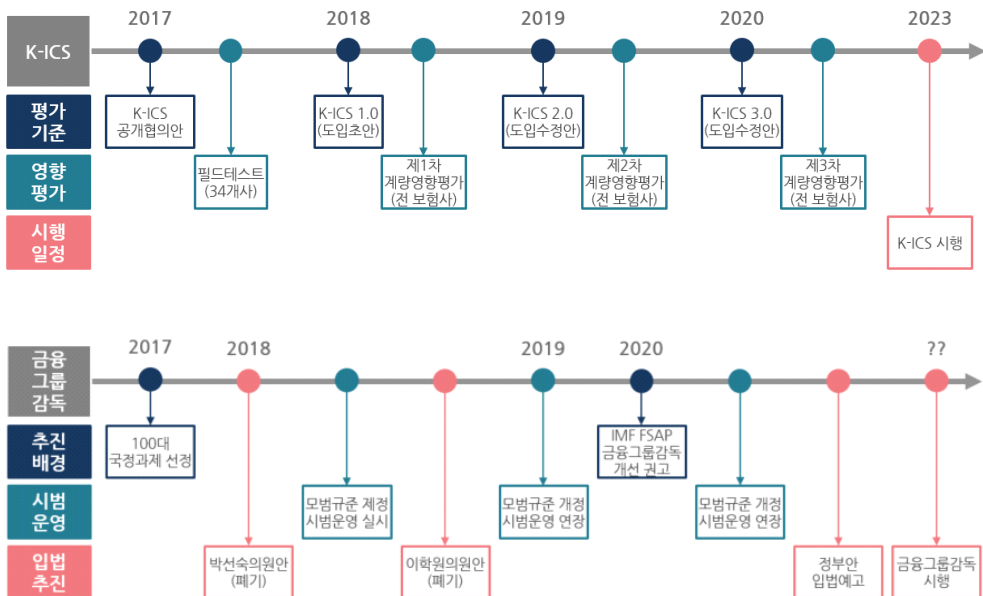 2017
2018
2019
2020
2023
K-ICS
평가
기준
K-ICS
공개협의안
K-ICS 1.0
(도입초안)
K-ICS 2.0
(도입수정안)
K-ICS 3.0
(도입수정안)
영향
평가
필드테스트
(34개사)
제1차
계량영향평가
(전 보험사)
제2차
계량영향평가
(전 보험사)
제3차
계량영향평가
(전 보험사)
시행
일정
K-ICS 시행
2017
2018
2019
2020
??
금융
그룹
감독
추진
배경
100대
국정과제 선정
IMF FSAP
금융그룹감독
개선 권고
시범
운영
모범규준 제정
시범운영 실시
모범규준 개정
시범운영 연장
모범규준 개정
시범운영 연장
입법
추진
박선숙의원안
(폐기)
이학원의원안
(폐기)
정부안
입법예고
금융그룹감독
시행